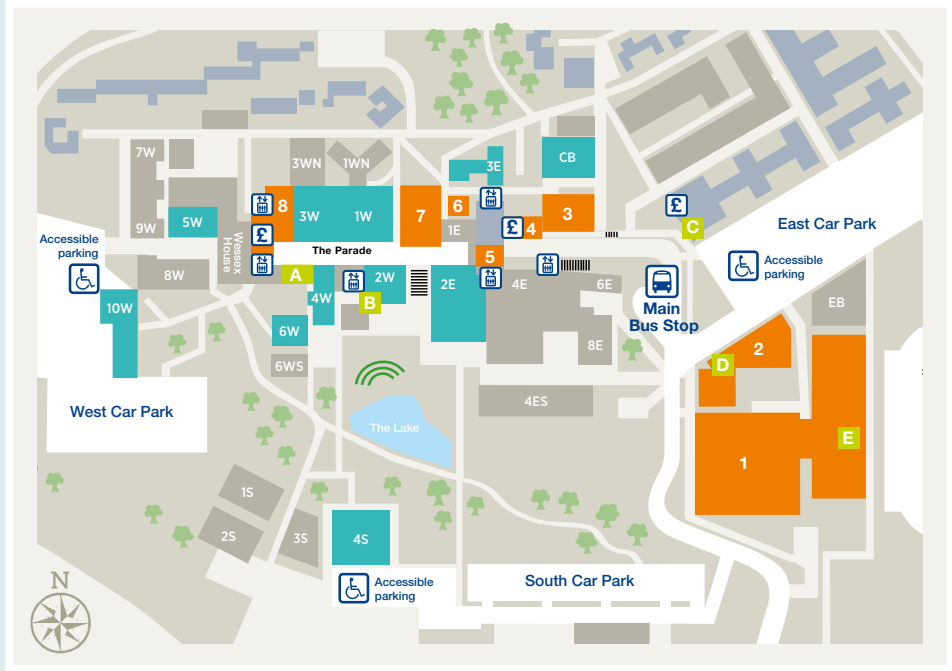 7W
3WN
1WN
3E
CB
8
3W
1W
7
6
3
£
5W
9W
1E
£
4
C
East Car Park
Wessex
House
£
The Parade
5
Accessible
parking
8W
A
2W
2E
4E
6E
Accessible
parking
B
4W
Main
Bus Stop
EB
10W
6W
8E
2
6WS
D
West Car Park
4ES
The Lake
E
1
1S
2S
3S
4S
N
Accessible
parking
South Car Park